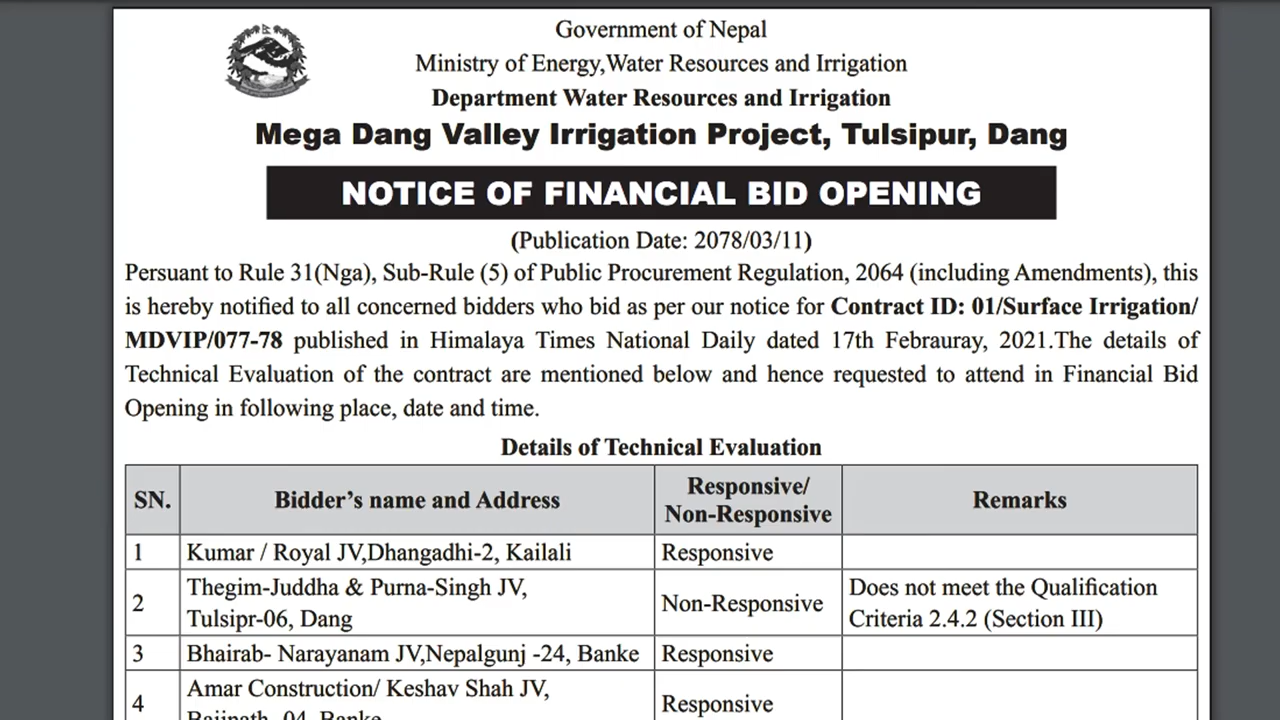 Government of Nepal
Ministry of Energy,Water Resources and Irrigation
Department Water Resources and Irrigation
Mega Dang Valley Irrigation Project, Tulsipur, Dang
NOTICE OF FINANCIAL BID OPENING
(Publication Date: 2078/03/11)
Persuant to Rule 31(Nga), Sub-Rule (5) of Public Procurement Regulation, 2064 (including Amendments), this
is hereby notified to all concerned bidders who bid as per our notice for Contract ID: 01/Surface Irrigation/
MDVIP/077-78 published in Himalaya Times National Daily dated 17th Febrauray, 2021.The details of
Technical Evaluation of the contract are mentioned below and hence requested to attend in Financial Bid
Opening in following place, date and time.
Details of Technical Evaluation
SN. Bidder’s name and Address Responsive/ Non-Responsive Remarks
1 Kumar / Royal JV,Dhangadhi-2, Kailali Responsive
2 Thegim-Juddha & Purna-Singh JV, Tulsipr-06, Dang Non-Responsive Does not meet the Qualification Criteria 2.4.2 (Section III)
3 Bhairab- Narayanam JV,Nepalgunj -24, Banke Responsive
4 Amar Construction/ Keshav Shah JV, Responsive